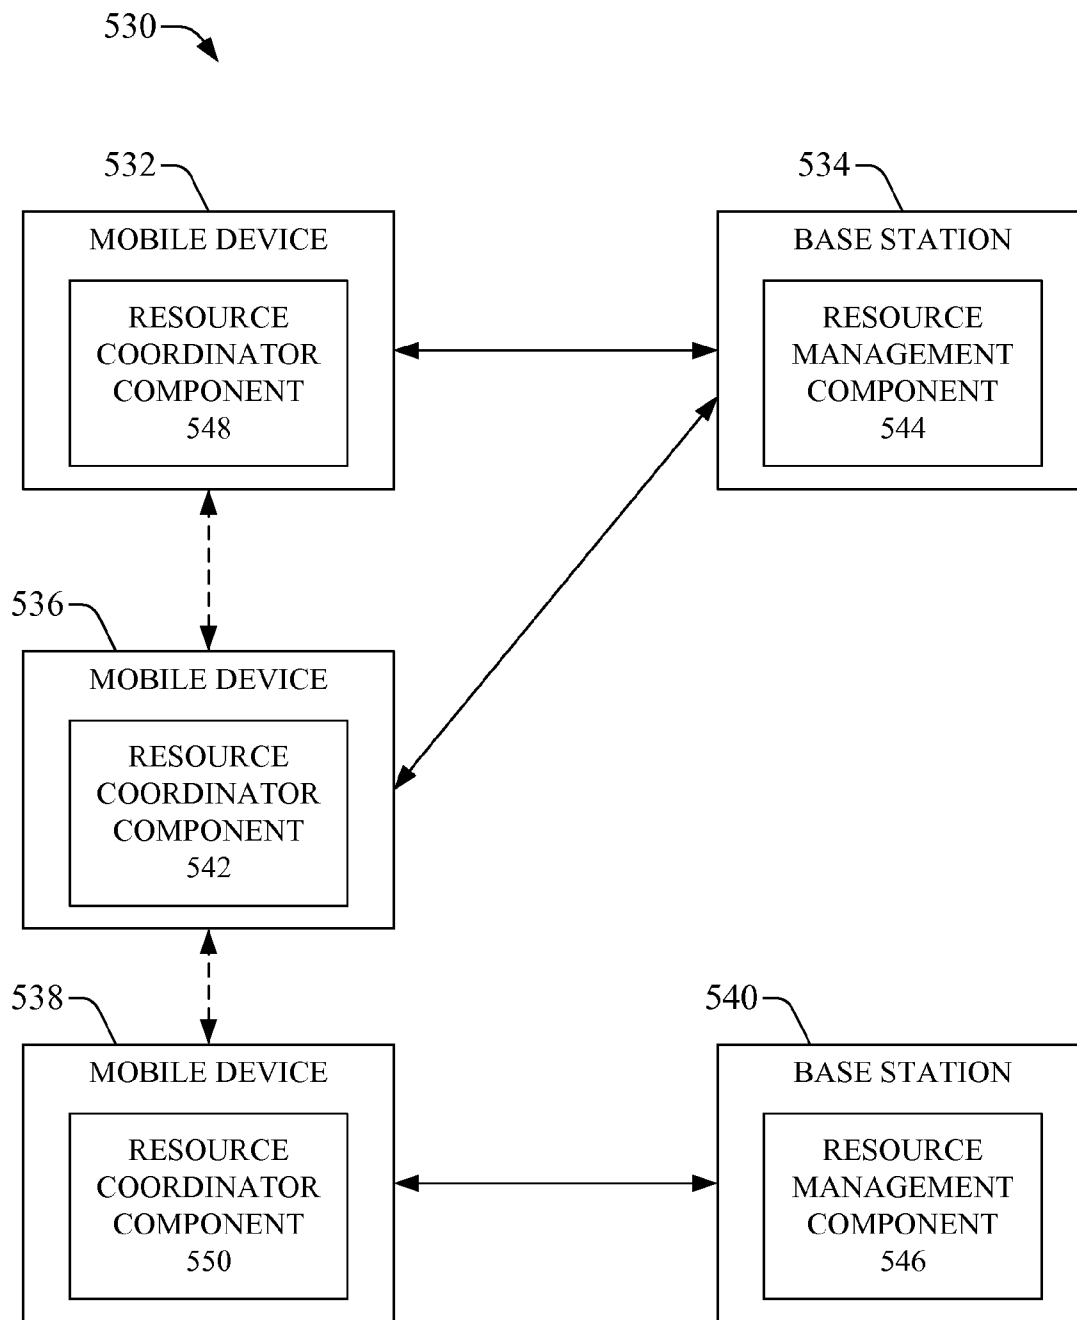 530
532
534
MOBILE DEVICE
RESOURCE
COORDINATOR
COMPONENT
548
BASE STATION
RESOURCE
MANAGEMENT
COMPONENT
544
536
MOBILE DEVICE
RESOURCE
COORDINATOR
COMPONENT
542
538
540
MOBILE DEVICE
RESOURCE
COORDINATOR
COMPONENT
550
BASE STATION
RESOURCE
MANAGEMENT
COMPONENT
546